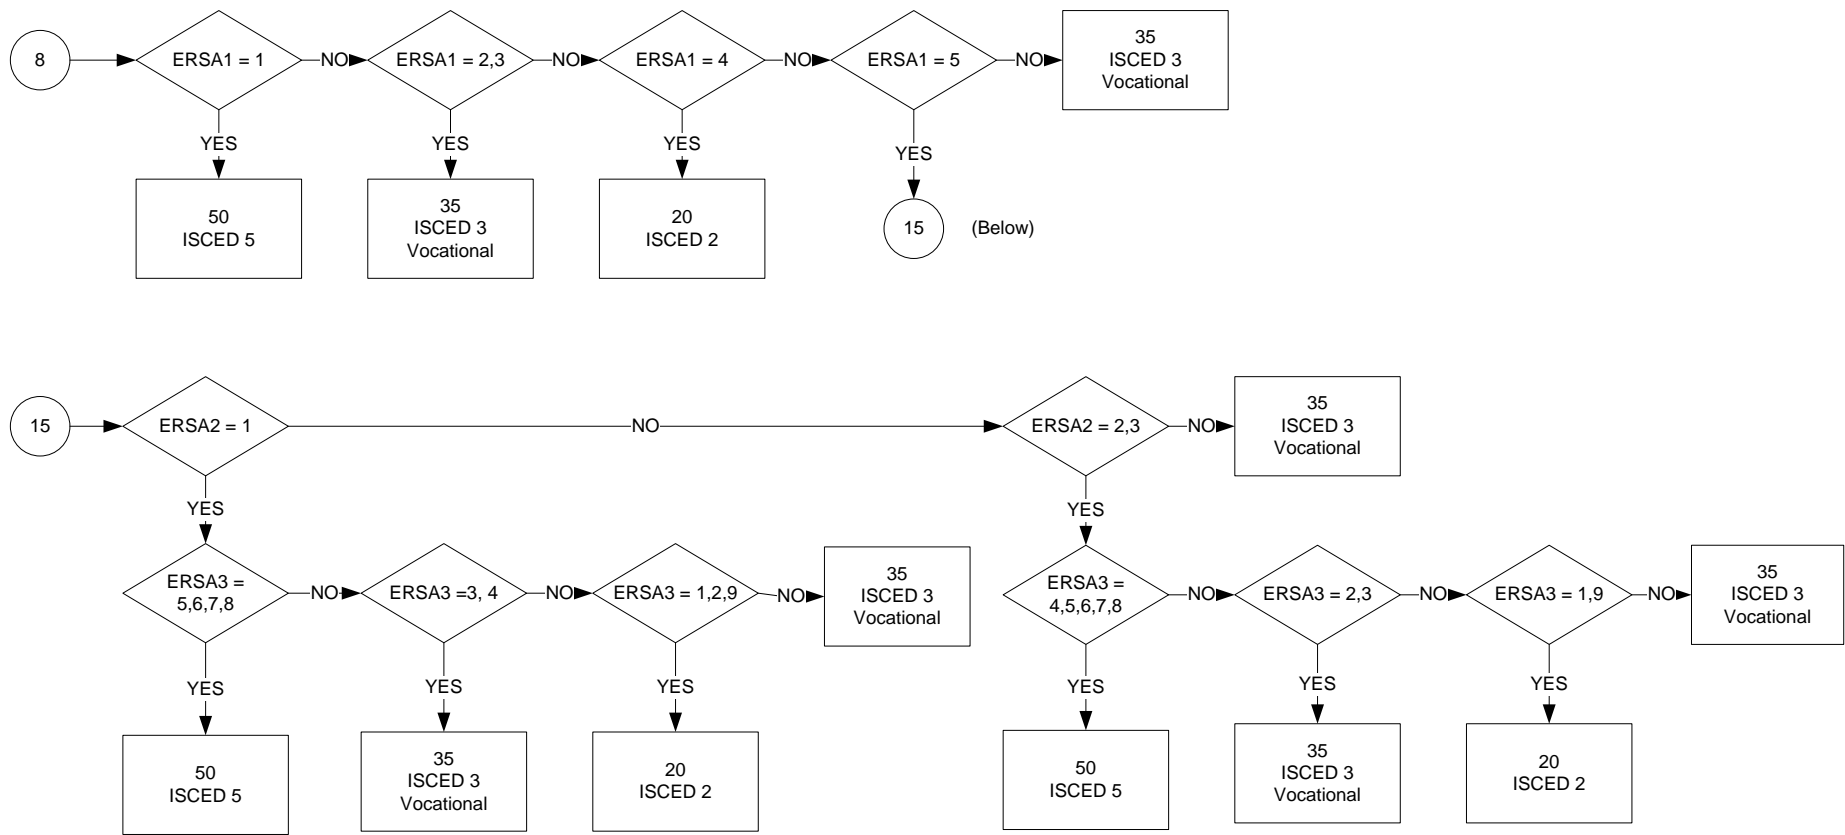 8
ERSA1 = 1
NO
ERSA1 = 2,3
NO
ERSA1 = 4
NO
ERSA1 = 5
NO
35
ISCED 3
Vocational
YES
YES
YES
YES
50
ISCED 5
35
ISCED 3
Vocational
20
ISCED 2
15
(Below)
15
ERSA2 = 1
NO
ERSA2 = 2,3
NO
35
ISCED 3
Vocational
YES
YES
ERSA3 =
5,6,7,8
NO
ERSA3 =3, 4
NO
ERSA3 = 1,2,9
NO
35
ISCED 3
Vocational
ERSA3 =
4,5,6,7,8
NO
ERSA3 = 2,3
NO
ERSA3 = 1,9
NO
35
ISCED 3
Vocational
YES
YES
YES
YES
YES
YES
50
ISCED 5
35
ISCED 3
Vocational
20
ISCED 2
50
ISCED 5
35
ISCED 3
Vocational
20
ISCED 2